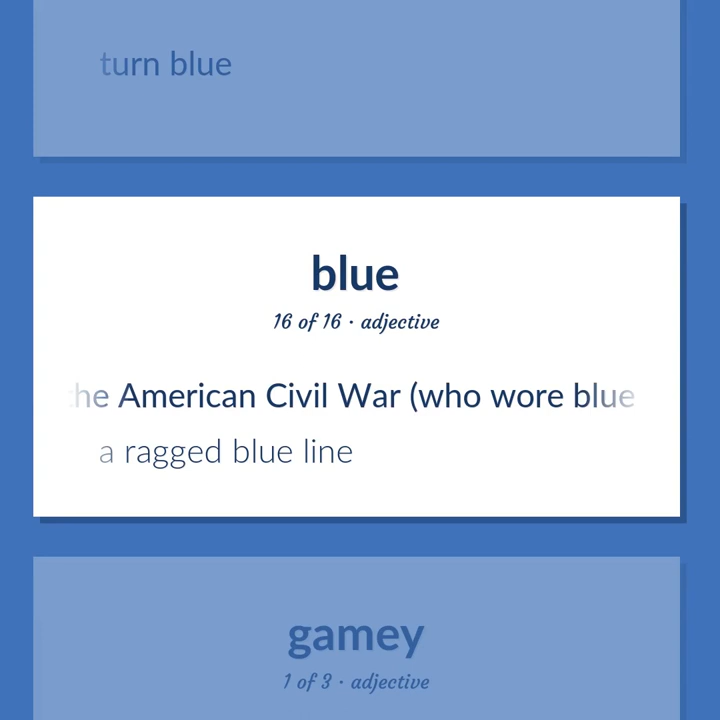 turn blue
blue
16 of 16 · adjective
he American Civil War (who wore blue
a ragged blue line
gamey
1 of 3 · adjective